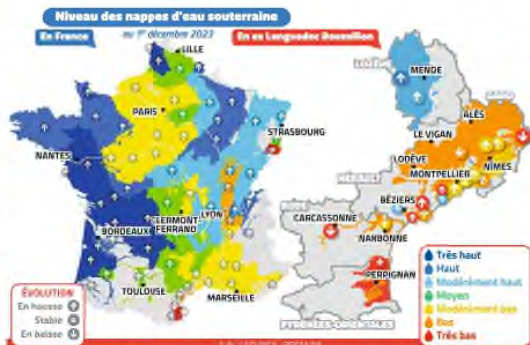 Niveau des nappes d'eau souterraine
au 1er décembre 2023
En France
En ex Languedoc Roussillon
LILLE
PARIS
STRASBOURG
NANTES
BORDEAUX
CLERMONT-
FERRAND
LYON
TOULOUSE
MARSEILLE
LOZÈRE
MENDE
ALÈS
LE VIGAN
LODÈVE
NÎMES
MONTPELLIER
HÉRAULT
BÉZIERS
CARCASSONNE
NARBONNE
PERPIGNAN
PYRÉNÉES-ORIENTALES
ÉVOLUTION
En hausse
Stable
En baisse
Très haut
Haut
Modérément haut
Moyen
Modérément bas
Bas
Très bas